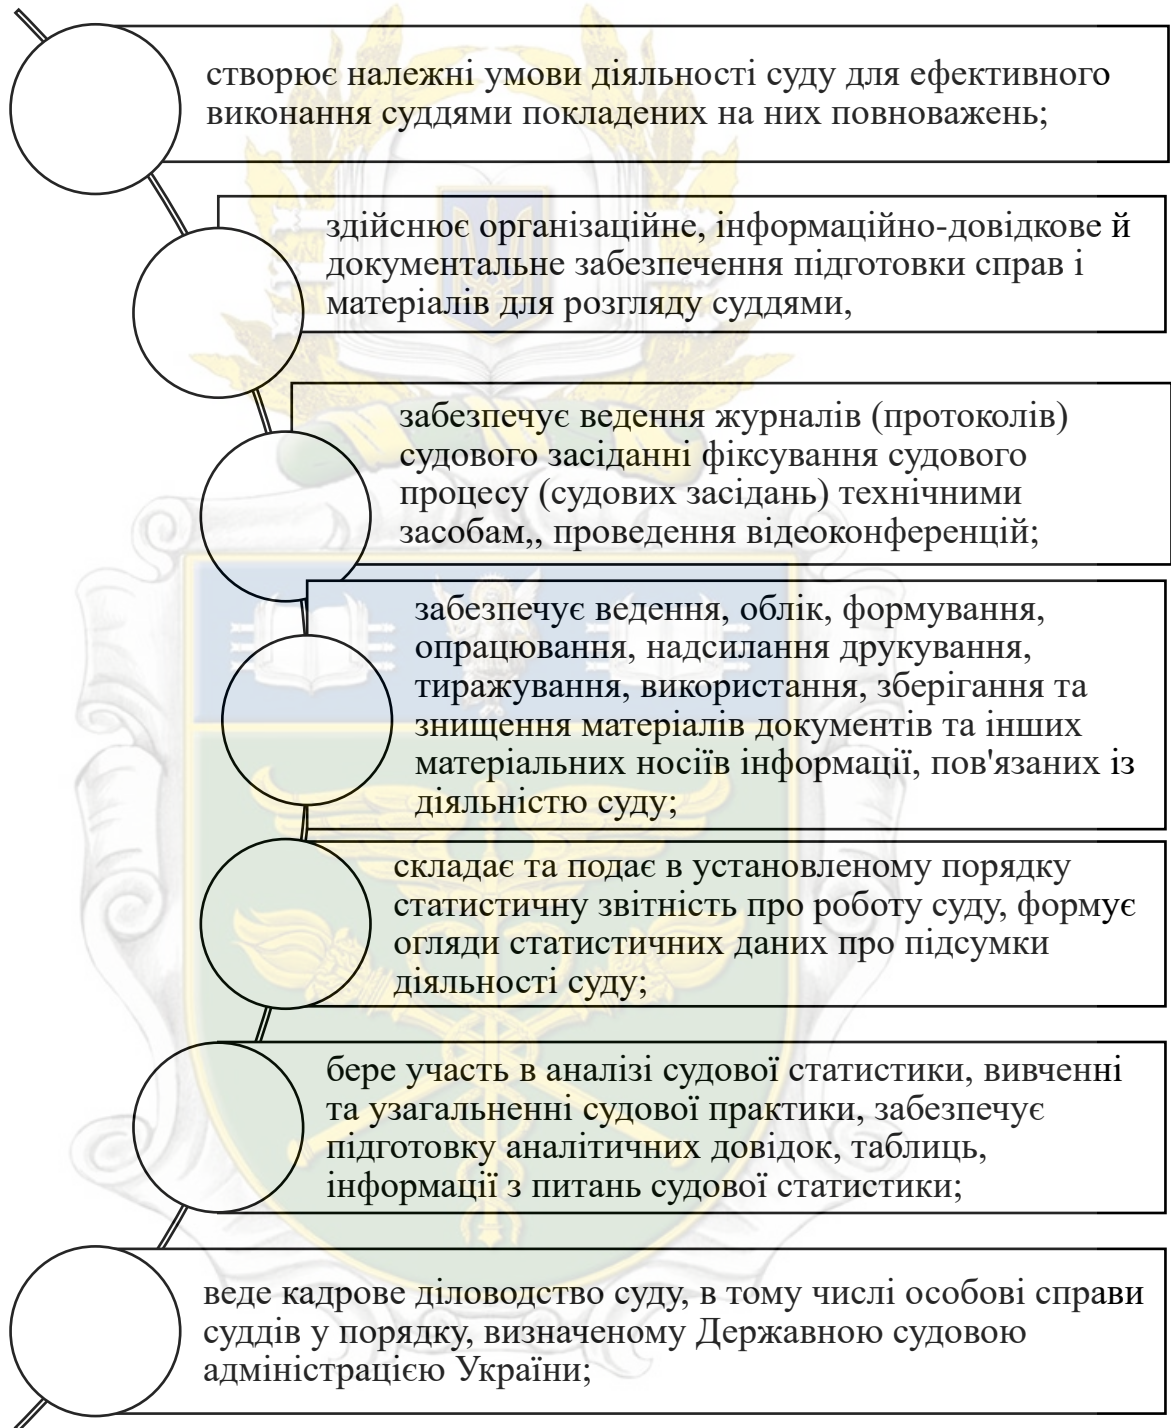 створює належні умови діяльності суду для ефективного
виконання суддями покладених на них повноважень;
здійснює організаційне, інформаційно-довідкове й
документальне забезпечення підготовки справ і
матеріалів для розгляду суддями,
забезпечує ведення журналів (протоколів)
судового засіданні фіксування судового
процесу (судових засідань) технічними
засобам,, проведення відеоконференцій;
забезпечує ведення, облік, формування,
опрацювання, надсилання друкування,
тиражування, використання, зберігання та
знищення матеріалів документів та інших
матеріальних носіїв інформації, пов'язаних із
діяльністю суду;
складає та подає в установленому порядку
статистичну звітність про роботу суду, формує
огляди статистичних даних про підсумки
діяльності суду;
бере участь в аналізі судової статистики, вивченні
та узагальненні судової практики, забезпечує
підготовку аналітичних довідок, таблиць,
інформації з питань судової статистики;
веде кадрове діловодство суду, в тому числі особові справи
суддів у порядку, визначеному Державною судовою
адміністрацією України;